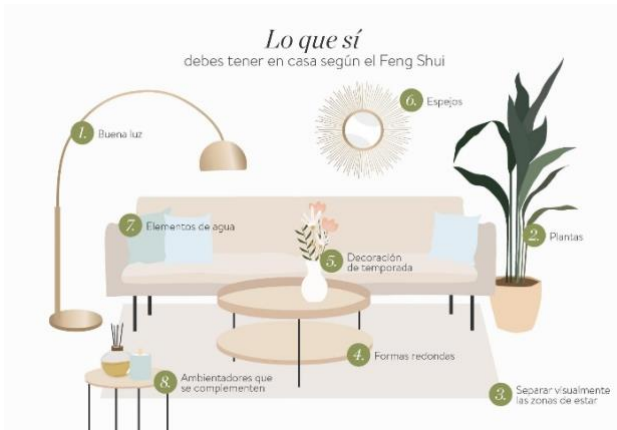 Lo que sí
debes tener en casa según el Feng Shui
1. Buena luz
2. Plantas
3. Separar visualmente
las zonas de estar
4. Formas redondas
5. Decoración
de temporada
6. Espejos
7. Elementos de agua
8. Ambientadores que
se complementen